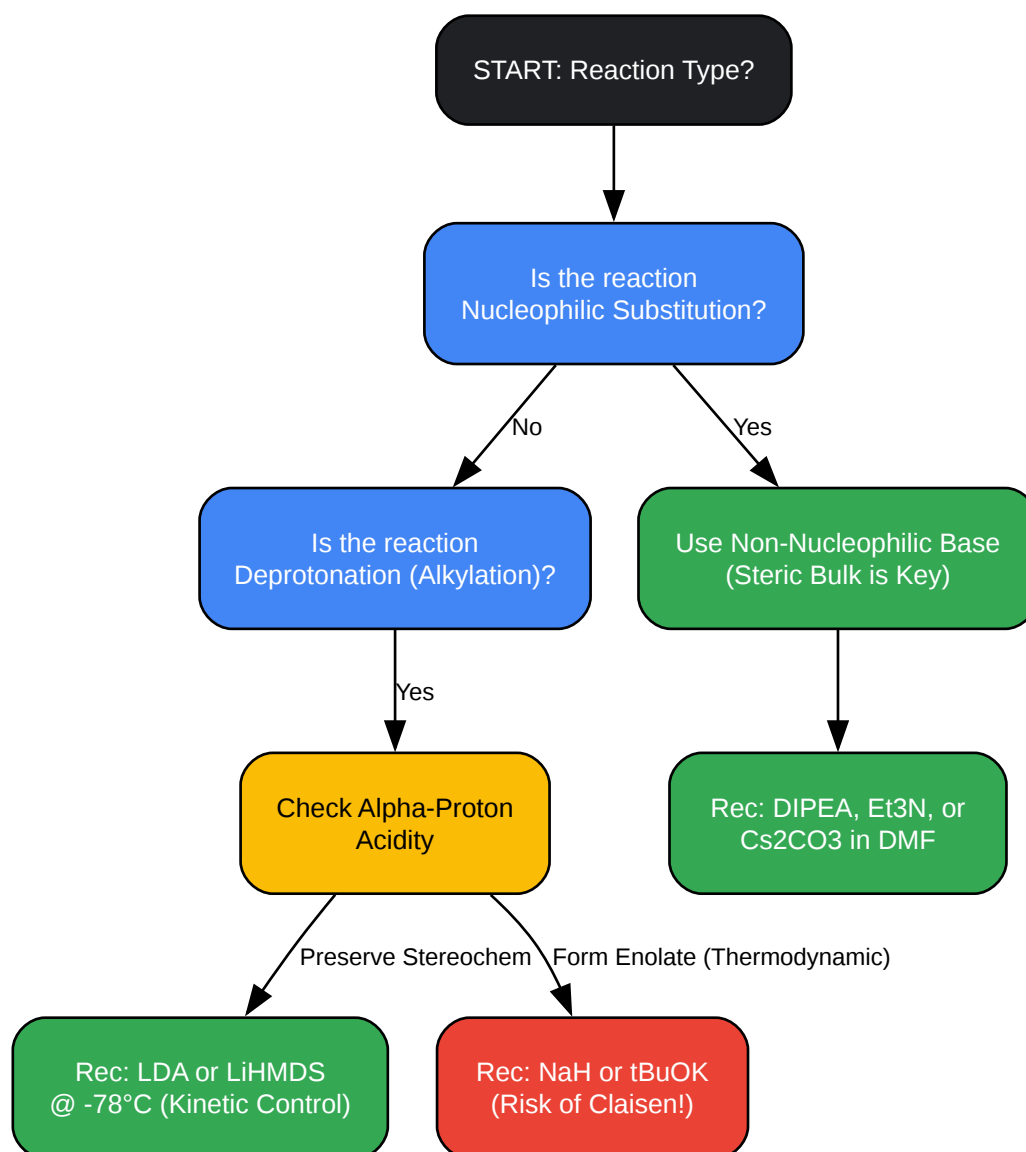 START: Reaction Type?
Is the reaction
Nucleophilic Substitution?
No
Yes
Is the reaction
Deprotonation (Alkylation)?
Use Non-Nucleophilic Base
(Steric Bulk is Key)
Yes
Check Alpha-Proton
Acidity
Rec: DIPEA, Et3N, or
Cs2CO3 in DMF
Preserve Stereochem
Form Enolate (Thermodynamic)
Rec: LDA or LiHMDS
@ -78°C (Kinetic Control)
Rec: NaH or tBuOK
(Risk of Claisen!)